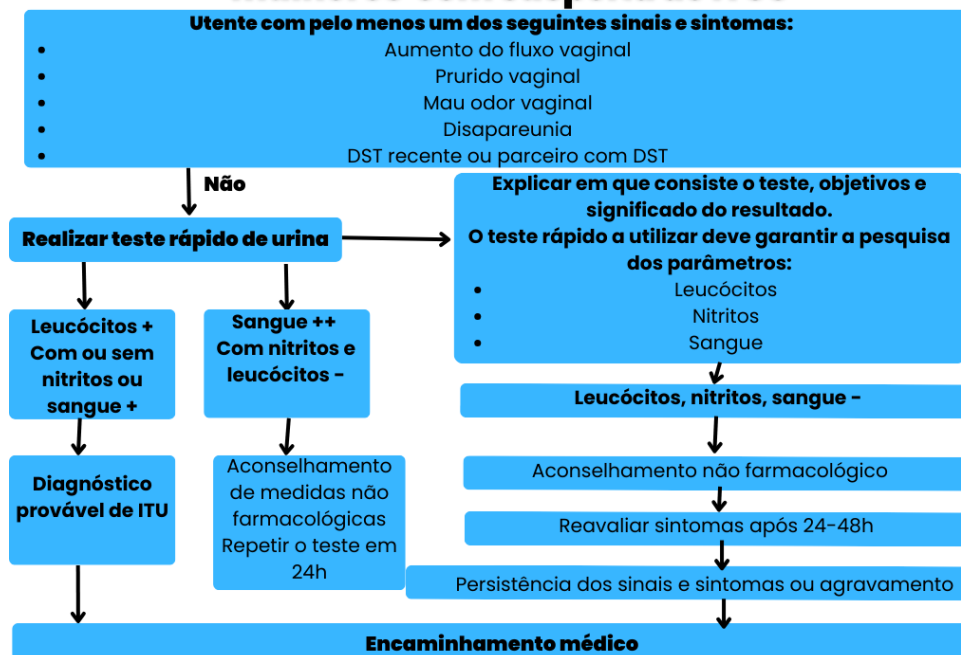 Utente com pelo menos um dos seguintes sinais e sintomas:
• Aumento do fluxo vaginal
• Prurido vaginal
• Mau odor vaginal
• Disapareunia
• DST recente ou parceiro com DST
Não
Realizar teste rápido de urina
Explicar em que consiste o teste, objetivos e
significado do resultado.
O teste rápido a utilizar deve garantir a pesquisa
dos parâmetros:
• Leucócitos
• Nitritos
• Sangue
Leucócitos +
Com ou sem
nitritos ou
sangue +
Sangue ++
Com nitritos e
leucócitos -
Leucócitos, nitritos, sangue -
Diagnóstico
provável de ITU
Aconselhamento
de medidas não
farmacológicas
Repetir o teste em
24h
Aconselhamento não farmacológico
Reavaliar sintomas após 24-48h
Persistência dos sinais e sintomas ou agravamento
Encaminhamento médico